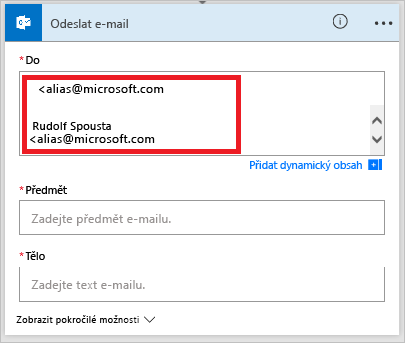 Odeslat e-mail
* Do
<alias@microsoft.com
Rudolf Spousta
<alias@microsoft.com
Přidat dynamický obsah
* Předmět
Zadejte předmět e-mailu.
* Tělo
Zadejte text e-mailu.
Zobrazit pokročilé možnosti